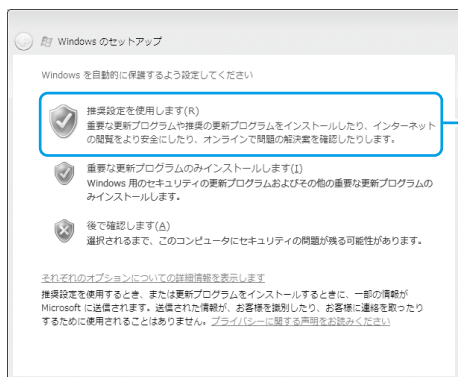 Windows のセットアップ
Windows を自動的に保護するよう設定してください
推奨設定を使用します(R)
重要な更新プログラムや推奨の更新プログラムをインストールしたり、インターネット
の閲覧をより安全にしたり、オンラインで問題の解決案を確認したりします。
重要な更新プログラムのみインストールします(I)
Windows 用のセキュリティの更新プログラムおよびその他の重要な更新プログラムの
みインストールします。
後で確認します(A)
選択されるまで、このコンピュータにセキュリティの問題が残る可能性があります。
それぞれのオプションについての詳細情報を表示します
推奨設定を使用するとき、または更新プログラムをインストールするときに、一部の情報が
Microsoft に送信されます。送信された情報が、お客様を識別したり、お客様に連絡を取ったり
するために使用されることはありません。プライバシーに関する声明をお読みください